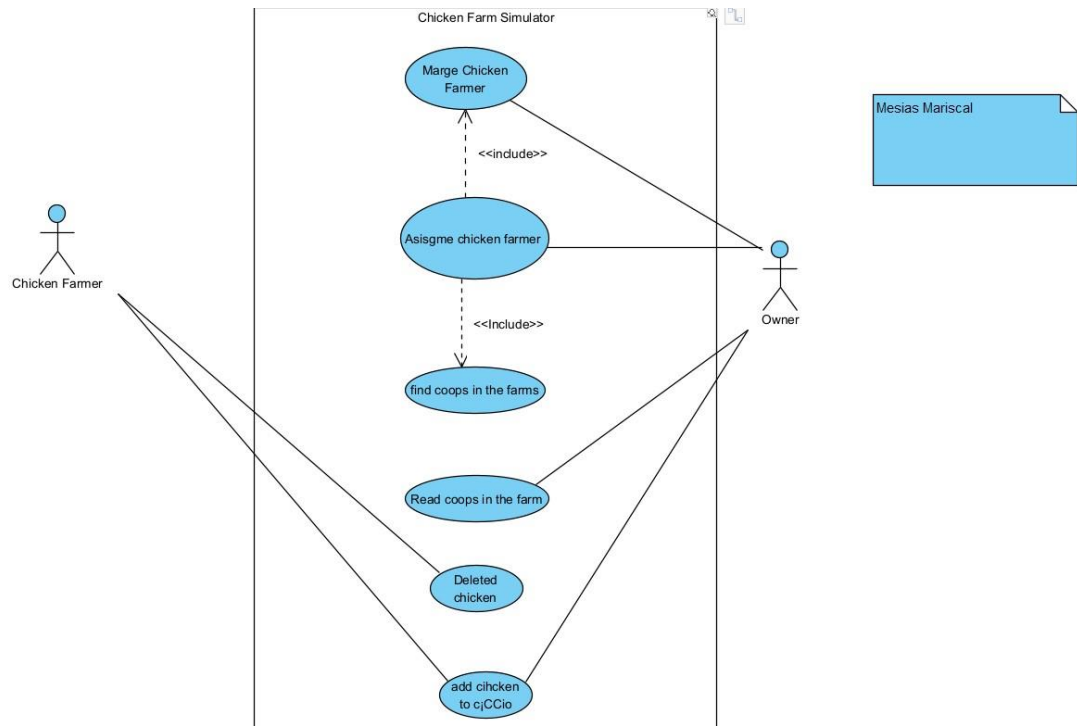 Chicken Farm Simulator
Marge Chicken
Farmer
<<include>>
Mesias Mariscal
Asisgme chicken farmer
Chicken Farmer
<<Include>>
Owner
find coops in the farms
Read coops in the farm
Deleted
chicken
add cihcken
to c¡CCio